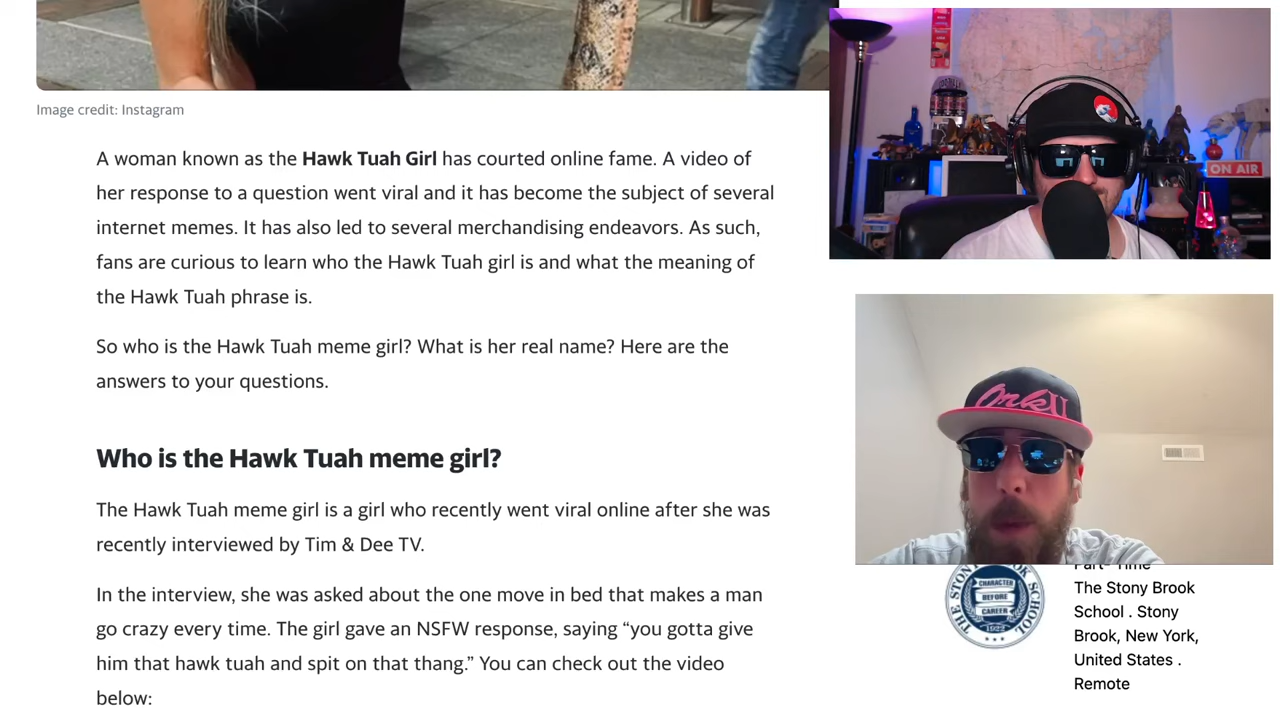 Image credit: Instagram
A woman known as the Hawk Tuah Girl has courted online fame. A video of
her response to a question went viral and it has become the subject of several
internet memes. It has also led to several merchandising endeavors. As such,
fans are curious to learn who the Hawk Tuah girl is and what the meaning of
the Hawk Tuah phrase is.
So who is the Hawk Tuah meme girl? What is her real name? Here are the
answers to your questions.
Who is the Hawk Tuah meme girl?
The Hawk Tuah meme girl is a girl who recently went viral online after she was
recently interviewed by Tim & Dee TV.
In the interview, she was asked about the one move in bed that makes a man
go crazy every time. The girl gave an NSFW response, saying “you gotta give
him that hawk tuah and spit on that thang.” You can check out the video
below:
ON AIR
Part-Time
The Stony Brook
School . Stony
Brook, New York,
United States .
Remote
THE STONY BROOK SCHOOL
CHARACTER
BEFORE
CAREER
1922